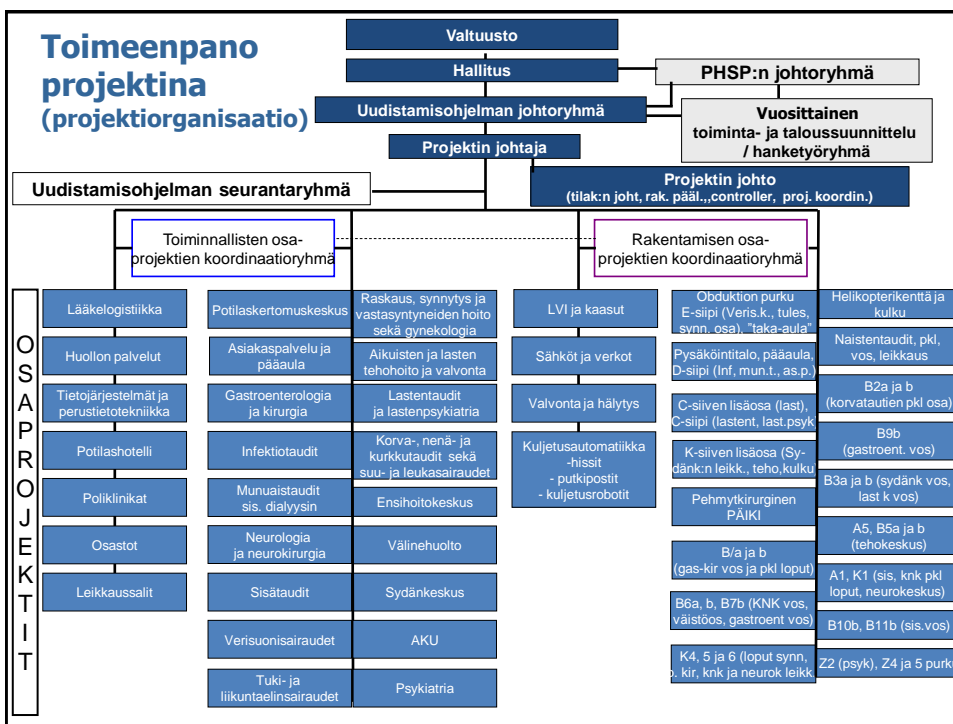 Toimeenpano
projektina
(projektiorganisaatio)
Valtuusto
Hallitus
PHSP:n johtoryhmä
Uudistamisohjelman johtoryhmä
Vuosittainen
toiminta- ja taloussuunnittelu
/ hanketyöryhmä
Projektin johtaja
Uudistamisohjelman seurantaryhmä
Projektin johto
(tilak:n joht, rak. pääl.,,controller, proj. koordin.)
Toiminnallisten osa-
projektien koordinaatioryhmä
Rakentamisen osa-
projektien koordinaatioryhmä
O
S
A
P
R
O
J
E
K
T
I
T
Lääkelogistiikka
Huollon palvelut
Tietojärjestelmät ja
perustietotekniikka
Potilashotelli
Poliklinikat
Osastot
Leikkaussalit
Potilaskertomuskeskus
Asiakaspalvelu ja
pääaula
Gastroenterologia
ja kirurgia
Infektiotaudit
Munuaistaudit
sis. dialyysin
Neurologia
ja neurokirurgia
Sisätaudit
Verisuonisairaudet
Tuki- ja
liikuntaelinsairaudet
Raskaus, synnytys ja
vastasyntyneiden hoito
sekä gynekologia
Aikuisten ja lasten
tehohoito ja valvonta
Lastentaudit
ja lastenpsykiatria
Korva-, nenä- ja
kurkkutaudit sekä
suu- ja leukasairaudet
Ensihoitokeskus
Välinehuolto
Sydänkeskus
AKU
Psykiatria
LVI ja kaasut
Sähköt ja verkot
Valvonta ja hälytys
Kuljetusautomatiikka
-hissit
- putkipostit
- kuljetusrobotit
Obduktion purku
E-siipi (Veris.k., tules,
synn. osa), "taka-aula"
Pysäköintitalo, pääaula,
D-siipi (Inf, mun.t., as.p.)
C-siiven lisäosa (last),
C-siipi (lastent, last.psyk)
K-siiven lisäosa (Sy-
dänk:n leikk., teho,kulku)
Pehmytkirurginen
PÄIKI
B/a ja b
(gas-kir vos ja pkl loput)
B6a, b, B7b (KNK vos,
väistöos, gastroent vos)
K4, 5 ja 6 (loput synn,
p. kir, knk ja neurok leikk.
Helikopterikenttä ja
kulku
Naistentaudit, pkl,
vos, leikkaus
B2a ja b
(korvatautien pkl osa)
B9b
(gastroent. vos)
B3a ja b (sydänk vos,
last k vos)
A5, B5a ja b
(tehokeskus)
A1, K1 (sis, knk pkl
loput, neurokeskus)
B10b, B11b (sis.vos)
Z2 (psyk), Z4 ja 5 purku